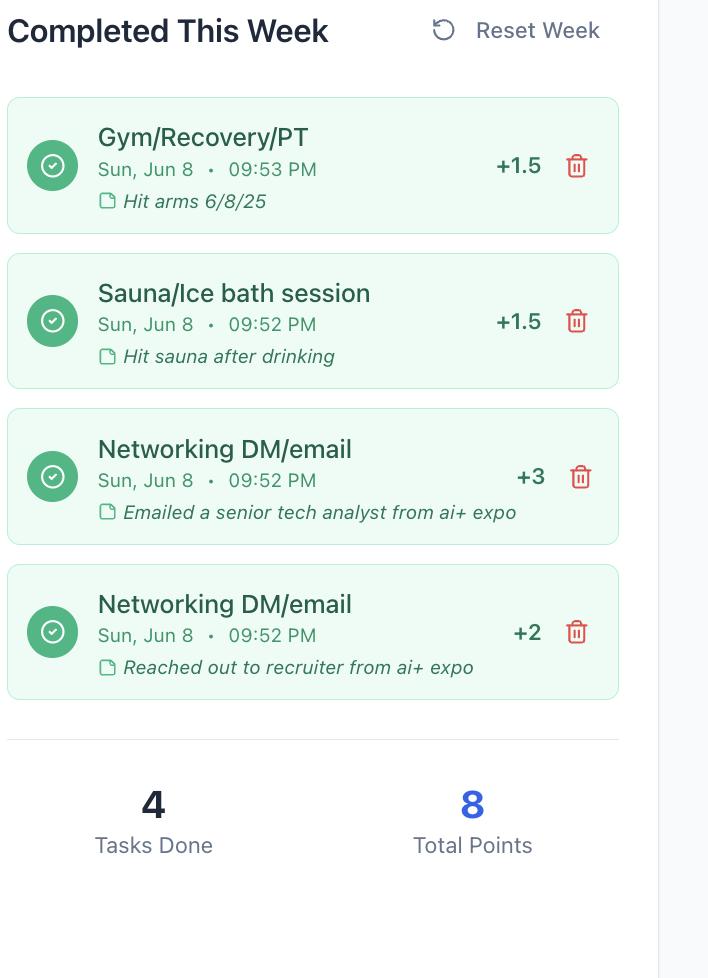 Completed This Week
Reset Week
Gym/Recovery/PT
Sun, Jun 8 • 09:53 PM
Hit arms 6/8/25
+1.5
Sauna/Ice bath session
Sun, Jun 8 • 09:52 PM
Hit sauna after drinking
+1.5
Networking DM/email
Sun, Jun 8 • 09:52 PM
Emailed a senior tech analyst from ai+ expo
+3
Networking DM/email
Sun, Jun 8 • 09:52 PM
Reached out to recruiter from ai+ expo
+2
4
Tasks Done
8
Total Points